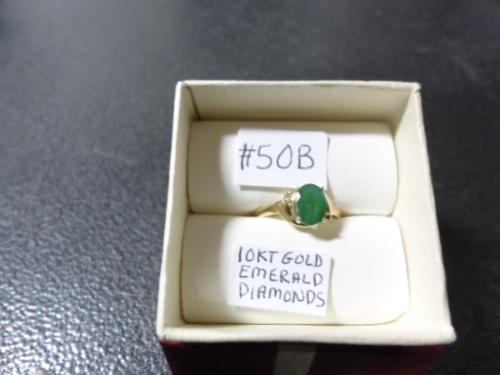 #50B
10KT GOLD
EMERALD
DIAMONDS